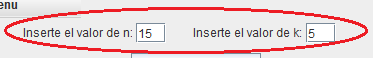 enu
Inserte el valor de n: 15 Inserte el valor de k: 5